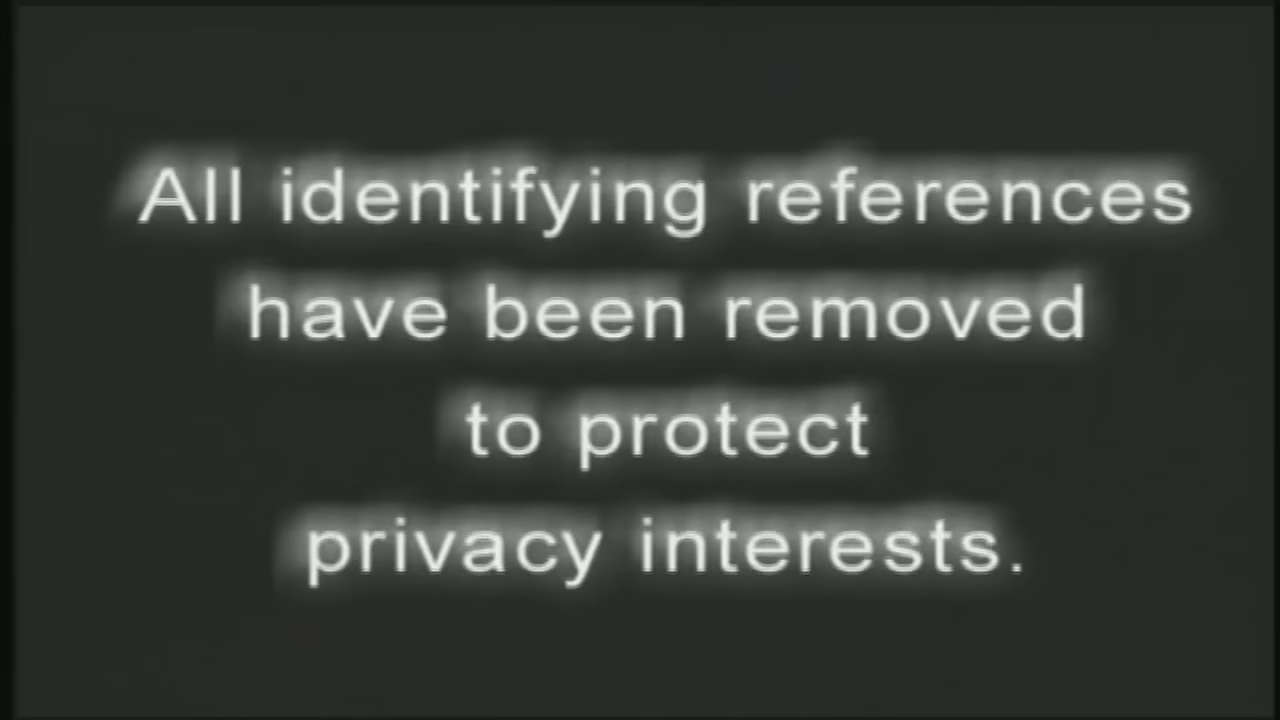 All identifying references
have been removed
to protect
privacy interests.